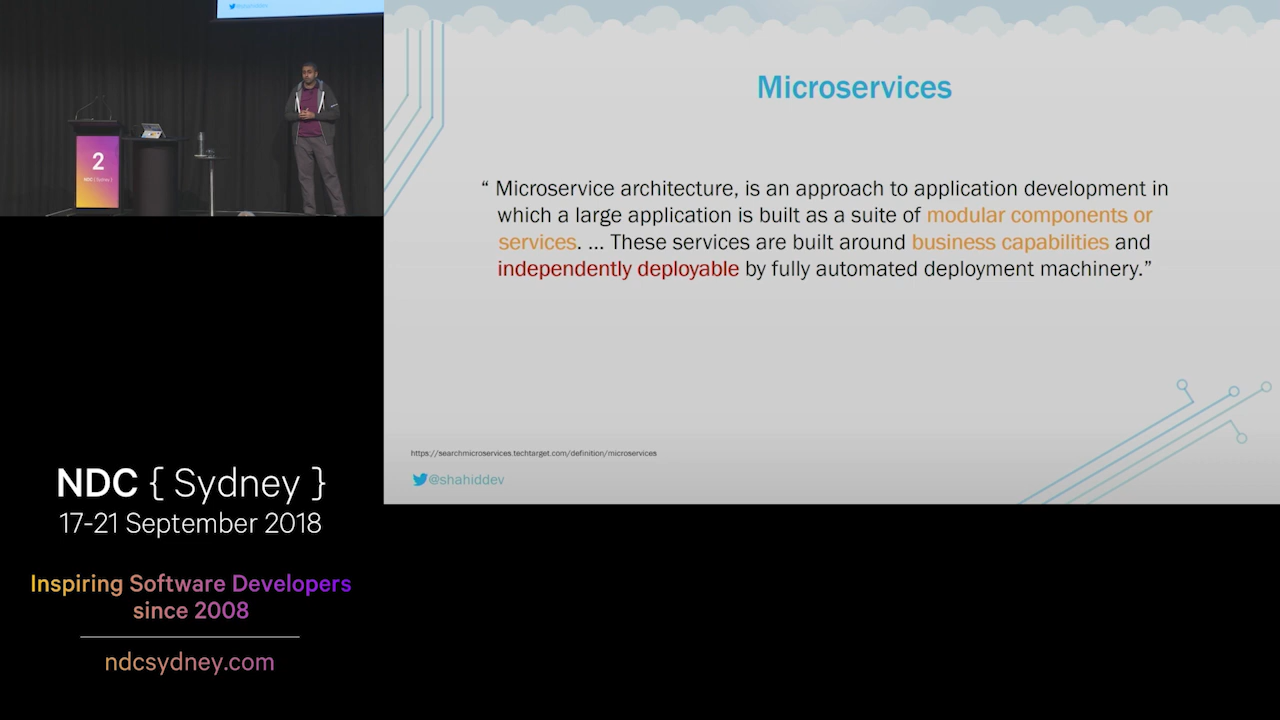 @shahiddev
2
NDC { Sydney }
Microservices
“ Microservice architecture, is an approach to application development in
which a large application is built as a suite of modular components or
services. ... These services are built around business capabilities and
independently deployable by fully automated deployment machinery.”
https://searchmicroservices.techtarget.com/definition/microservices
@shahiddev
NDC { Sydney }
17-21 September 2018
Inspiring Software Developers
since 2008
ndcsydney.com